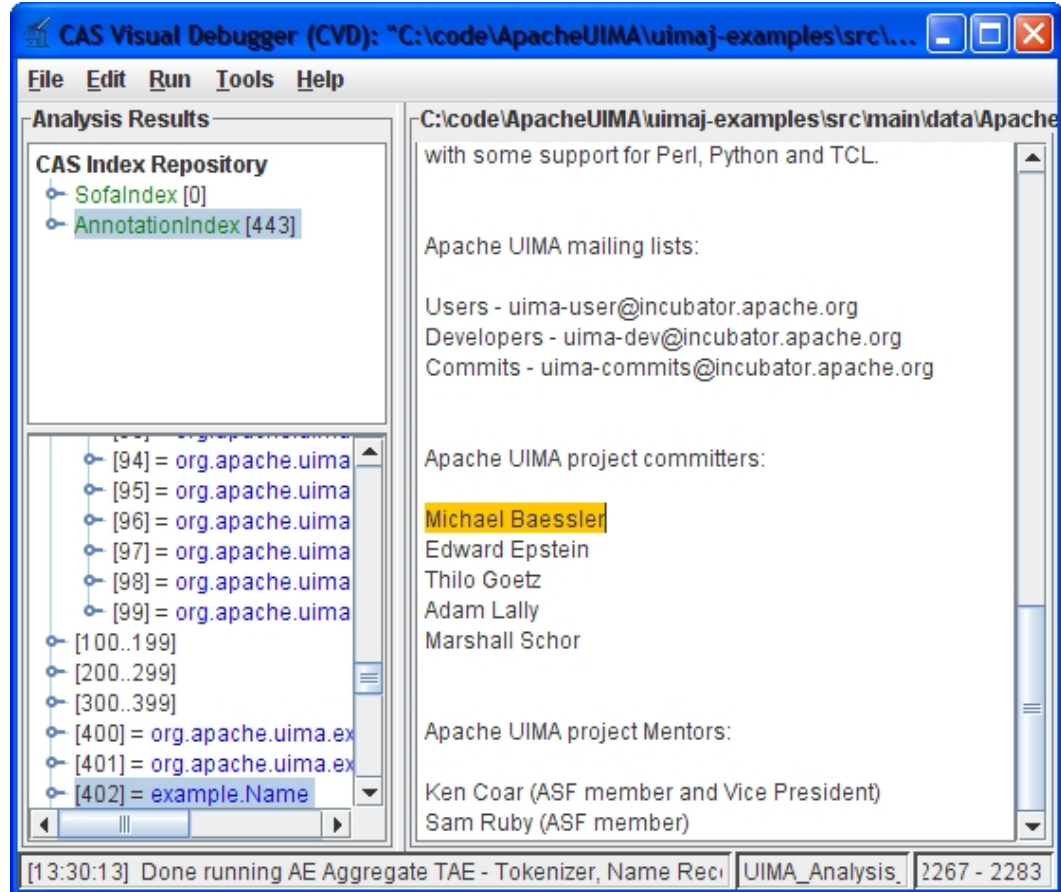 CAS Visual Debugger (CVD): "C:\code\ApacheUIMA\uimaj-examples\src\...
File Edit Run Tools Help
Analysis Results
CAS Index Repository
SofaIndex [0]
AnnotationIndex [443]
[94] = org.apache.uima
[95] = org.apache.uima
[96] = org.apache.uima
[97] = org.apache.uima
[98] = org.apache.uima
[99] = org.apache.uima
[100..199]
[200..299]
[300..399]
[400] = org.apache.uima.ex
[401] = org.apache.uima.ex
[402] = example.Name
C:\code\ApacheUIMA\uimaj-examples\src\main\data\Apache
with some support for Perl, Python and TCL.
Apache UIMA mailing lists:
Users - uima-user@incubator.apache.org
Developers - uima-dev@incubator.apache.org
Commits - uima-commits@incubator.apache.org
Apache UIMA project committers:
Michael Baessler
Edward Epstein
Thilo Goetz
Adam Lally
Marshall Schor
Apache UIMA project Mentors:
Ken Coar (ASF member and Vice President)
Sam Ruby (ASF member)
[13:30:13] Done running AE Aggregate TAE - Tokenizer, Name Rec
UIMA_Analysis_
2267 - 2283